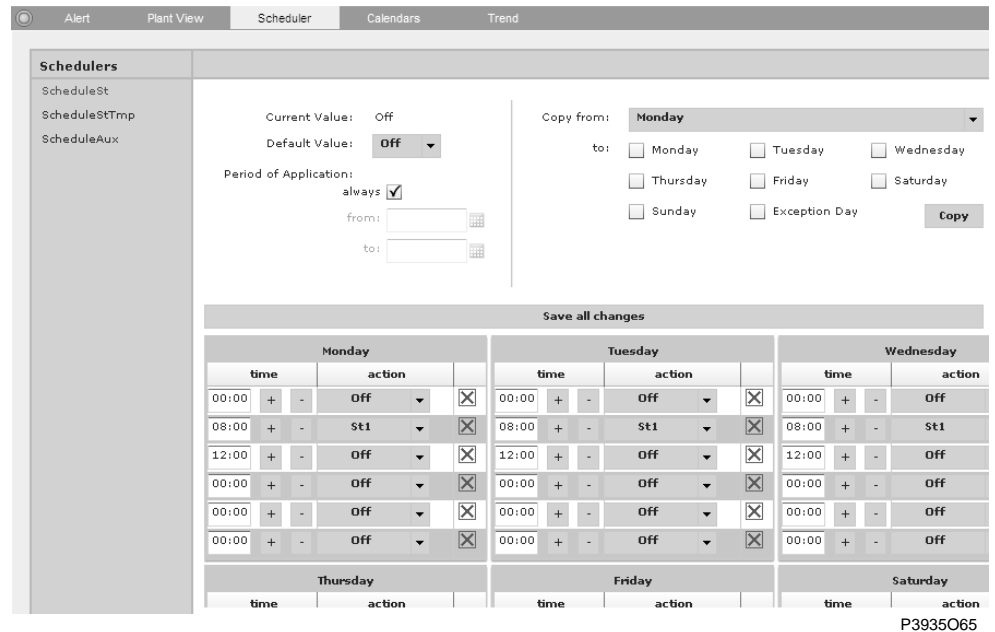 Alert Plant View Scheduler Calendars Trend
Schedulers
ScheduleSt
ScheduleStTmp
ScheduleAux
Current Value: Off
Default Value: Off
Period of Application:
always
from:
to:
Copy from: Monday
to: Monday Tuesday Wednesday
Thursday Friday Saturday
Sunday Exception Day Copy
Save all changes
Monday Tuesday Wednesday
time action time action time action
00:00 + - Off 00:00 + - Off 00:00 + - Off
08:00 + - St1 08:00 + - St1 08:00 + - St1
12:00 + - Off 12:00 + - Off 12:00 + - Off
00:00 + - Off 00:00 + - Off 00:00 + - Off
00:00 + - Off 00:00 + - Off 00:00 + - Off
00:00 + - Off 00:00 + - Off 00:00 + - Off
Thursday Friday Saturday
time action time action time action
P3935O65